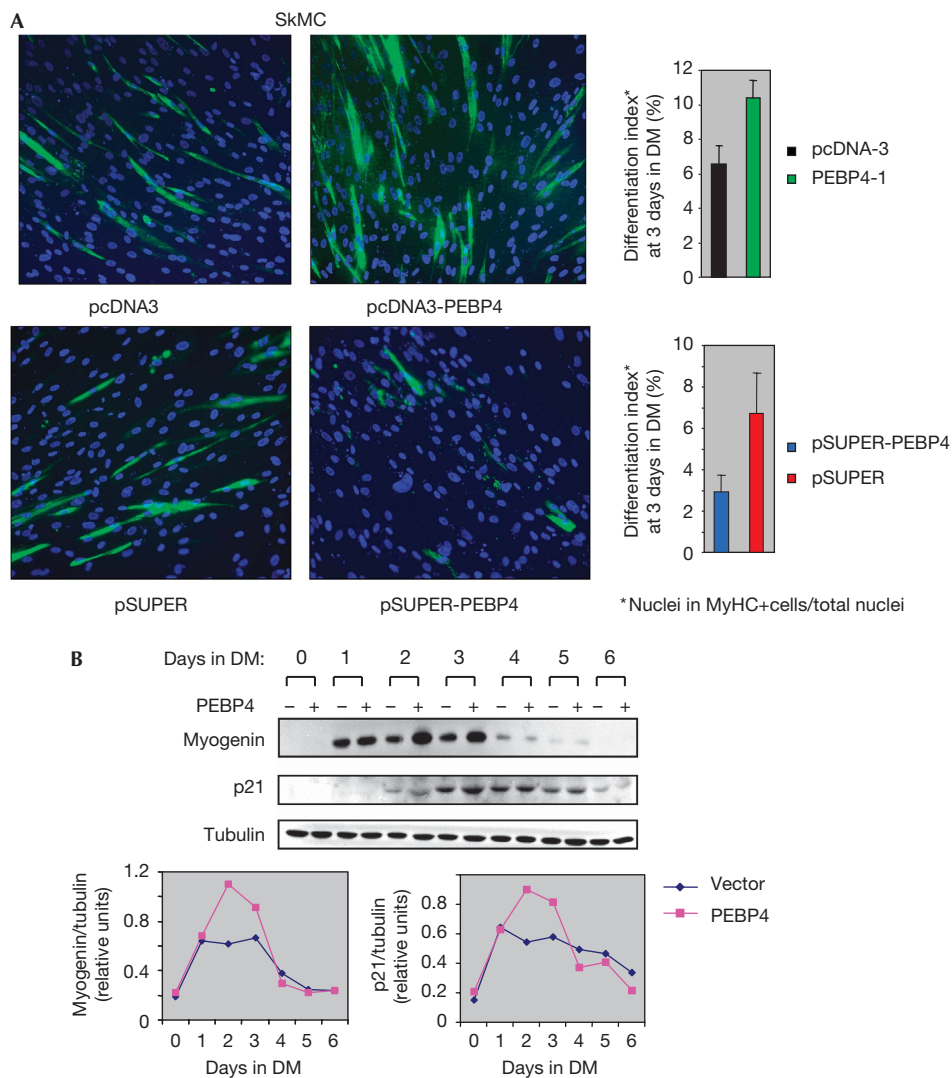 A
SkMC
pcDNA3
pcDNA3-PEBP4
Differentiation index*
at 3 days in DM (%)
12
10
8
6
4
2
0
pcDNA-3
PEBP4-1
pSUPER
pSUPER-PEBP4
Differentiation index*
at 3 days in DM (%)
10
8
6
4
2
0
pSUPER-PEBP4
pSUPER
*Nuclei in MyHC+cells/total nuclei
B
Days in DM: 0 1 2 3 4 5 6
PEBP4 – + – + – + – + – + – + – +
Myogenin
p21
Tubulin
Myogenin/tubulin
(relative units)
1.2
0.8
0.4
0
0 1 2 3 4 5 6
Days in DM
p21/tubulin
(relative units)
1
0.8
0.6
0.4
0.2
0 1 2 3 4 5 6
Days in DM
Vector
PEBP4